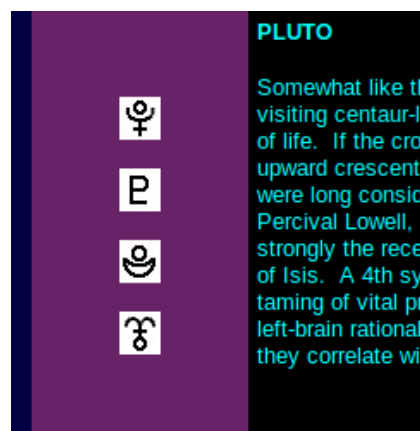 PLUTO
Somewhat like t
visiting centaur-
of life.  If the cro
upward crescent
were long consid
Percival Lowell,
strongly the rece
of Isis.  A 4th sy
taming of vital p
left-brain rational
they correlate wi